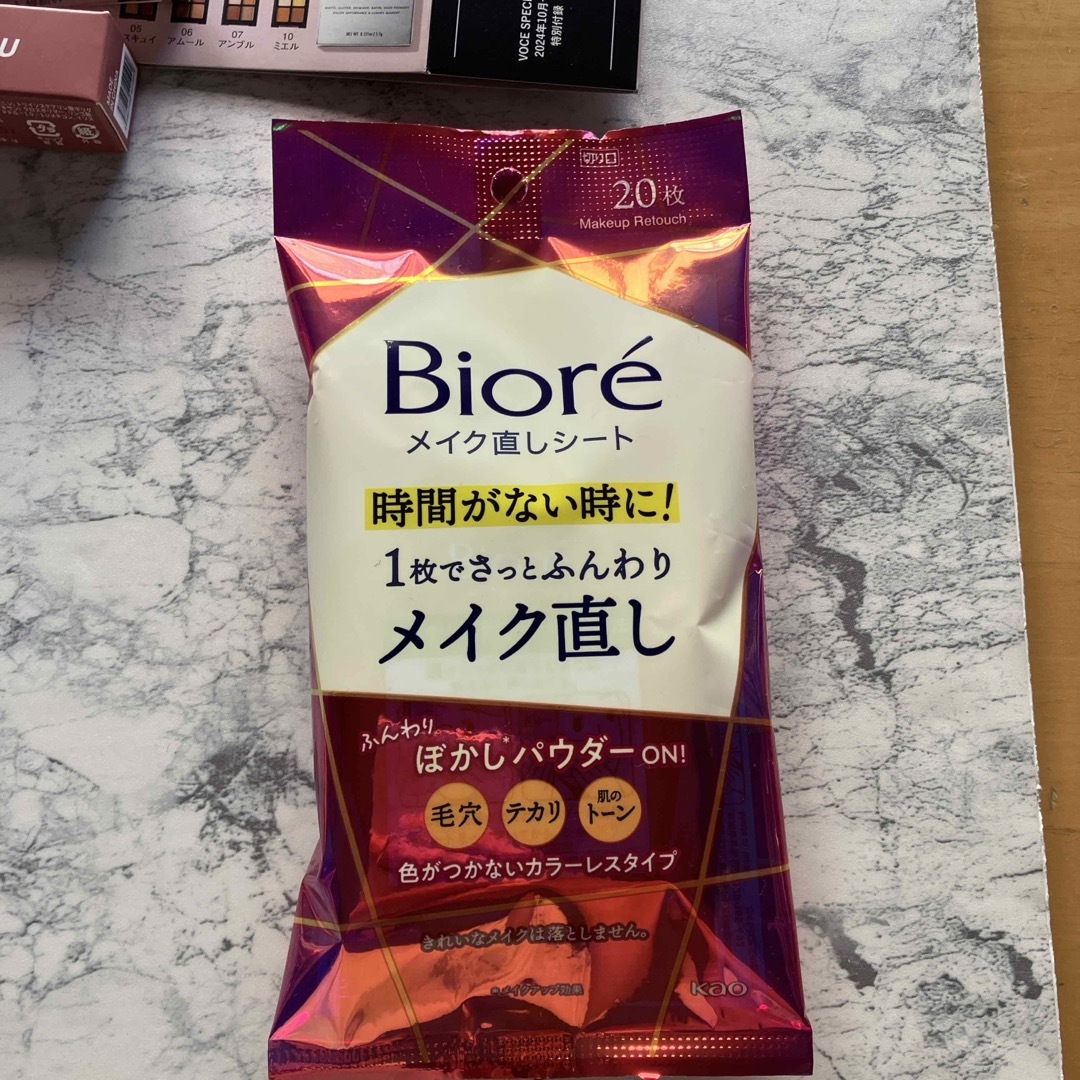 05
06
アムール
07
アンブル
10
ミエル
VOCE SPECI
2024年10月
特別付録
U
切り口
20枚
Makeup Retouch
Bioré
メイク直しシート
時間がない時に!
1枚でさっとふんわり
メイク直し
ふんわり
ぼかし*パウダーON!
毛穴
テカリ
肌の
トーン
色がつかないカラーレスタイプ
きれいなメイクは落としません。
*メイクアップ効果
Kao